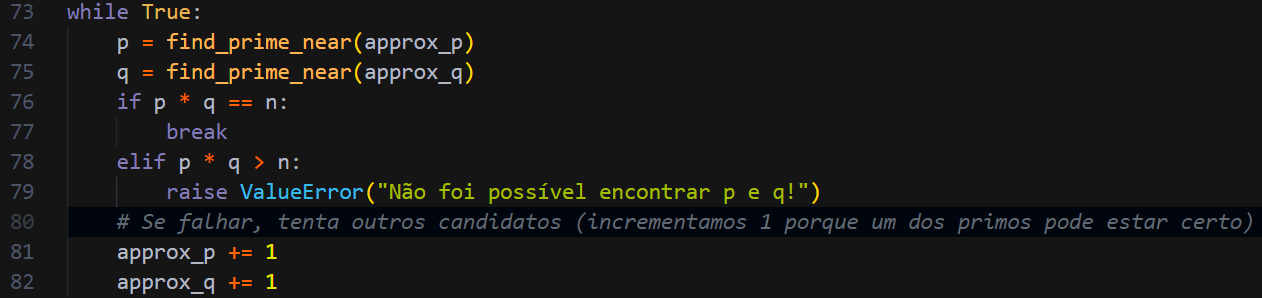 73 while True:
74     p = find_prime_near(approx_p)
75     q = find_prime_near(approx_q)
76     if p * q == n:
77         break
78     elif p * q > n:
79         raise ValueError("Não foi possível encontrar p e q!")
80     # Se falhar, tenta outros candidatos (incrementamos 1 porque um dos primos pode estar certo)
81     approx_p += 1
82     approx_q += 1